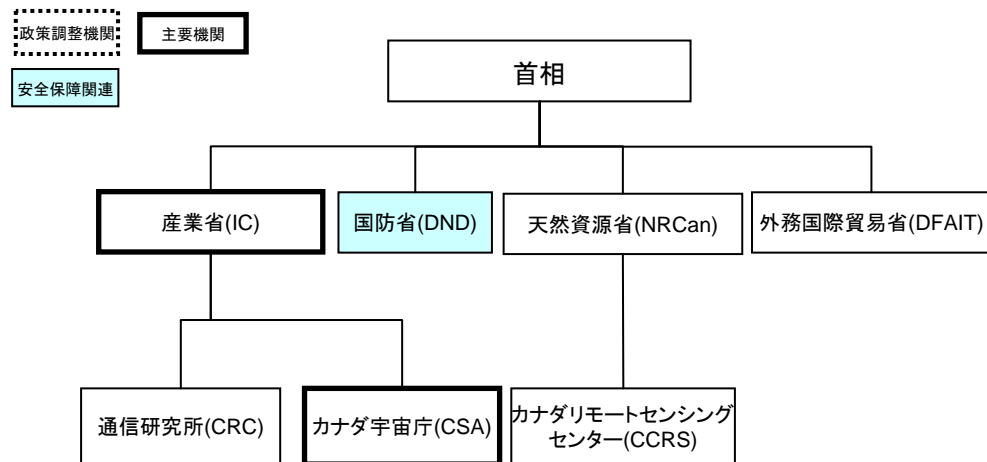 政策調整機関
主要機関
安全保障関連
首相
産業省(IC)
国防省(DND)
天然資源省(NRCan)
外務国際貿易省(DFAIT)
通信研究所(CRC)
カナダ宇宙庁(CSA)
カナダリモートセンシング
センター(CCRS)